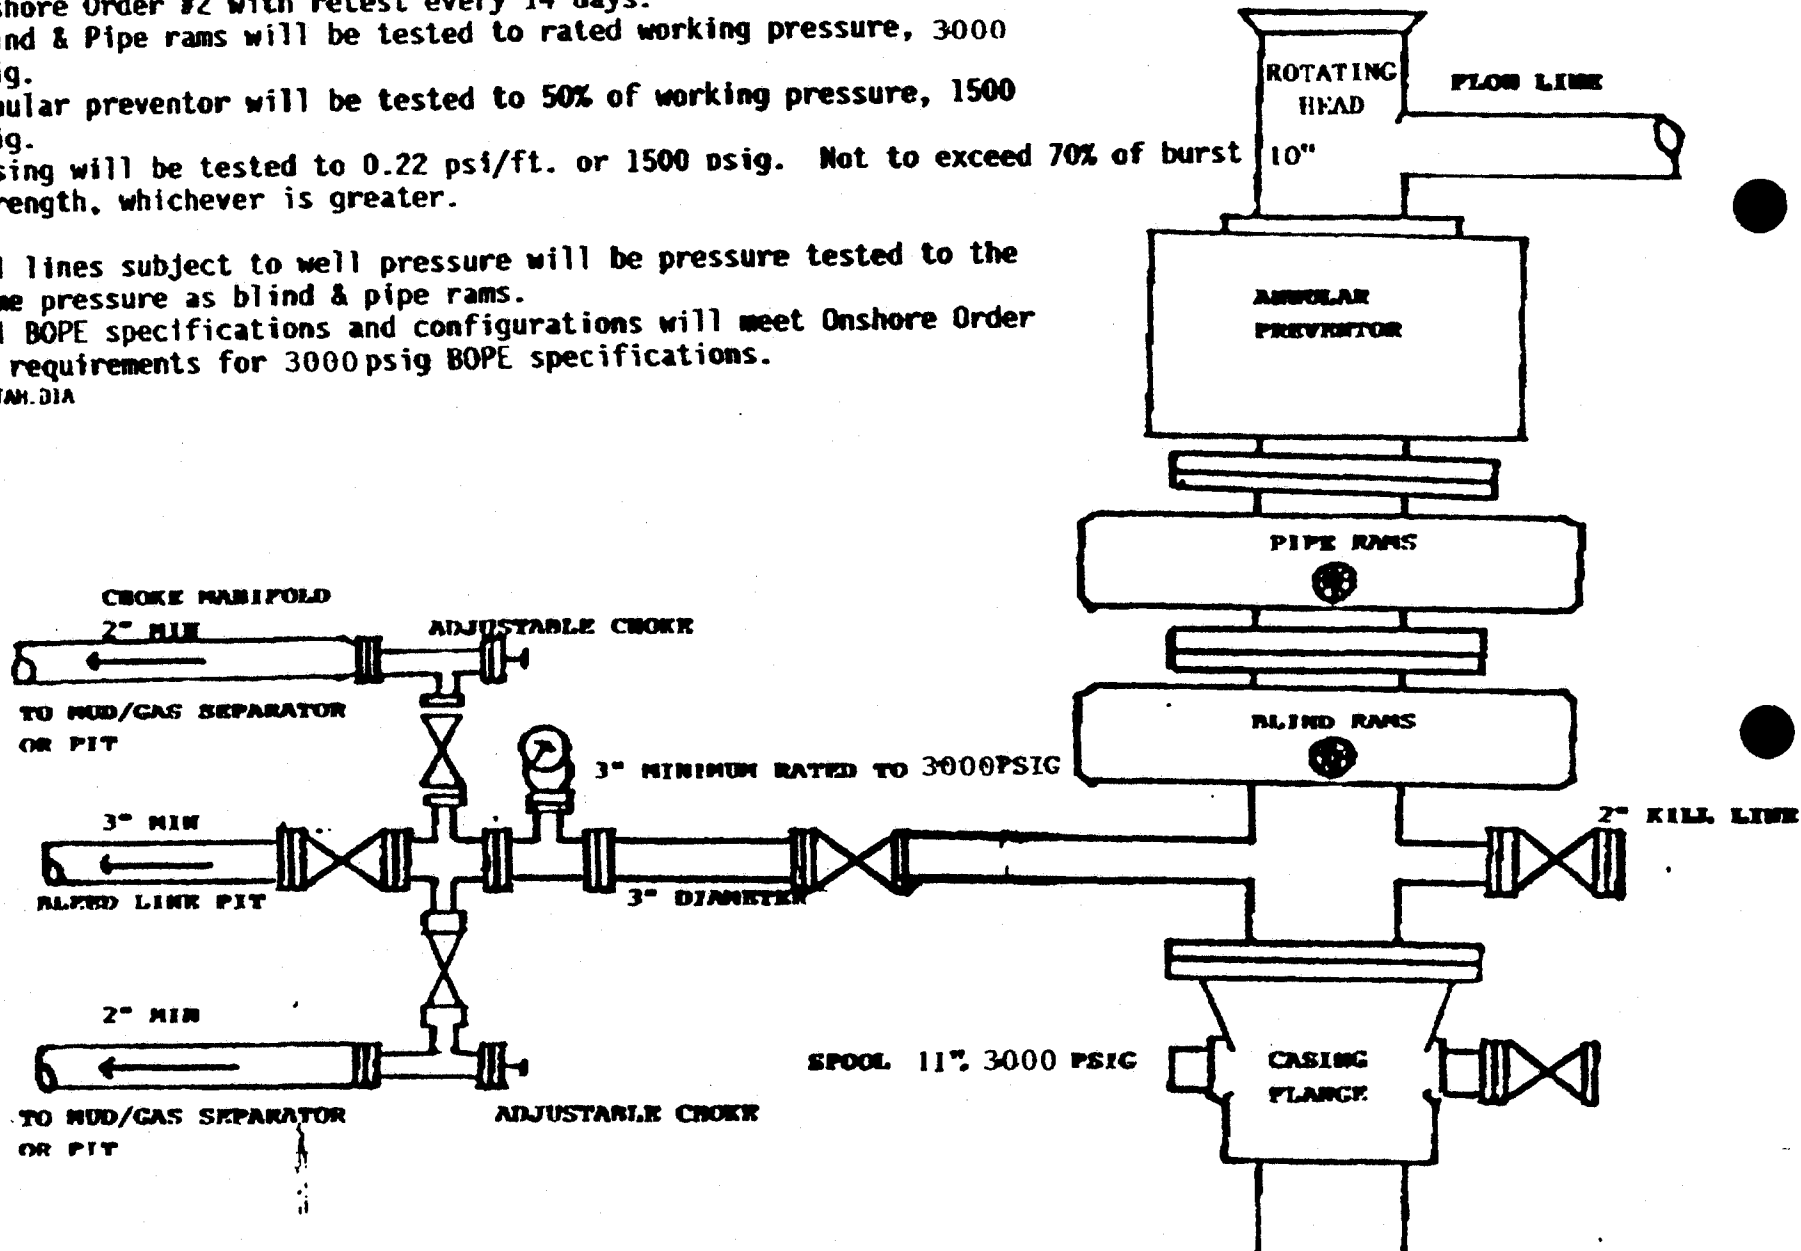 shore Order #2 with retest every 14 days.
nd & Pipe rams will be tested to rated working pressure, 3000
ig.
nular preventor will be tested to 50% of working pressure, 1500
ig.
sing will be tested to 0.22 psi/ft. or 1500 psig. Not to exceed 70% of burst
rength, whichever is greater.
l lines subject to well pressure will be pressure tested to the
me pressure as blind & pipe rams.
l BOPE specifications and configurations will meet Onshore Order
requirements for 3000 psig BOPE specifications.
TAH.DIA
ROTATING
HEAD
FLOW LINE
10"
ANNULAR
PREVENTOR
PIPE RAMS
CHOKE MANIFOLD
2" MIN
ADJUSTABLE CHOKE
TO MUD/GAS SEPARATOR
OR PIT
BLIND RAMS
3" MINIMUM RATED TO 3000PSIG
3" MIN
2" KILL LINE
BLEED LINE PIT
3" DIAMETER
2" MIN
SPOOL 11", 3000 PSIG
CASING
FLANGE
TO MUD/GAS SEPARATOR
OR PIT
ADJUSTABLE CHOKE